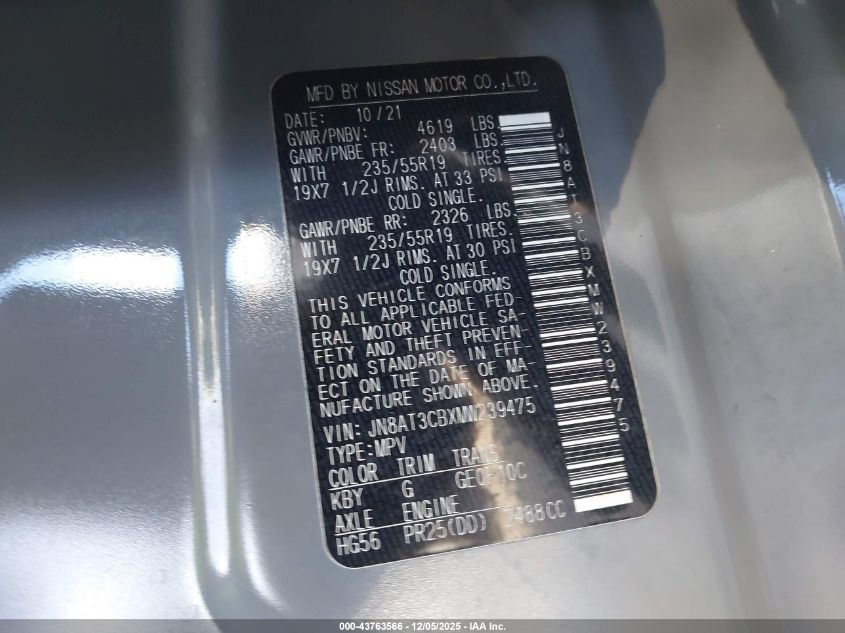 MFD BY NISSAN MOTOR CO.,LTD.
DATE: 10/21
GVWR/PNBV: 4619 LBS.
GAWR/PNBE FR: 2403 LBS.
WITH 235/55R19 TIRES.
19X7 1/2J RIMS. AT 33 PSI
COLD SINGLE.
GAWR/PNBE RR: 2326 LBS.
WITH 235/55R19 TIRES.
19X7 1/2J RIMS. AT 30 PSI
COLD SINGLE.
THIS VEHICLE CONFORMS
TO ALL APPLICABLE FED-
ERAL MOTOR VEHICLE SA-
FETY AND THEFT PREVEN-
TION STANDARDS IN EFF-
ECT ON THE DATE OF MA-
NUFACTURE SHOWN ABOVE.
VIN: JN8AT3CBXMW239475
TYPE:MPV
COLOR TRIM TRANS
KBY G GE0F10C
AXLE ENGINE
HG56 PR25(DD) 2488CC
JN8AT3CBXMW239475
000-43763566 - 12/05/2025 - IAA Inc.